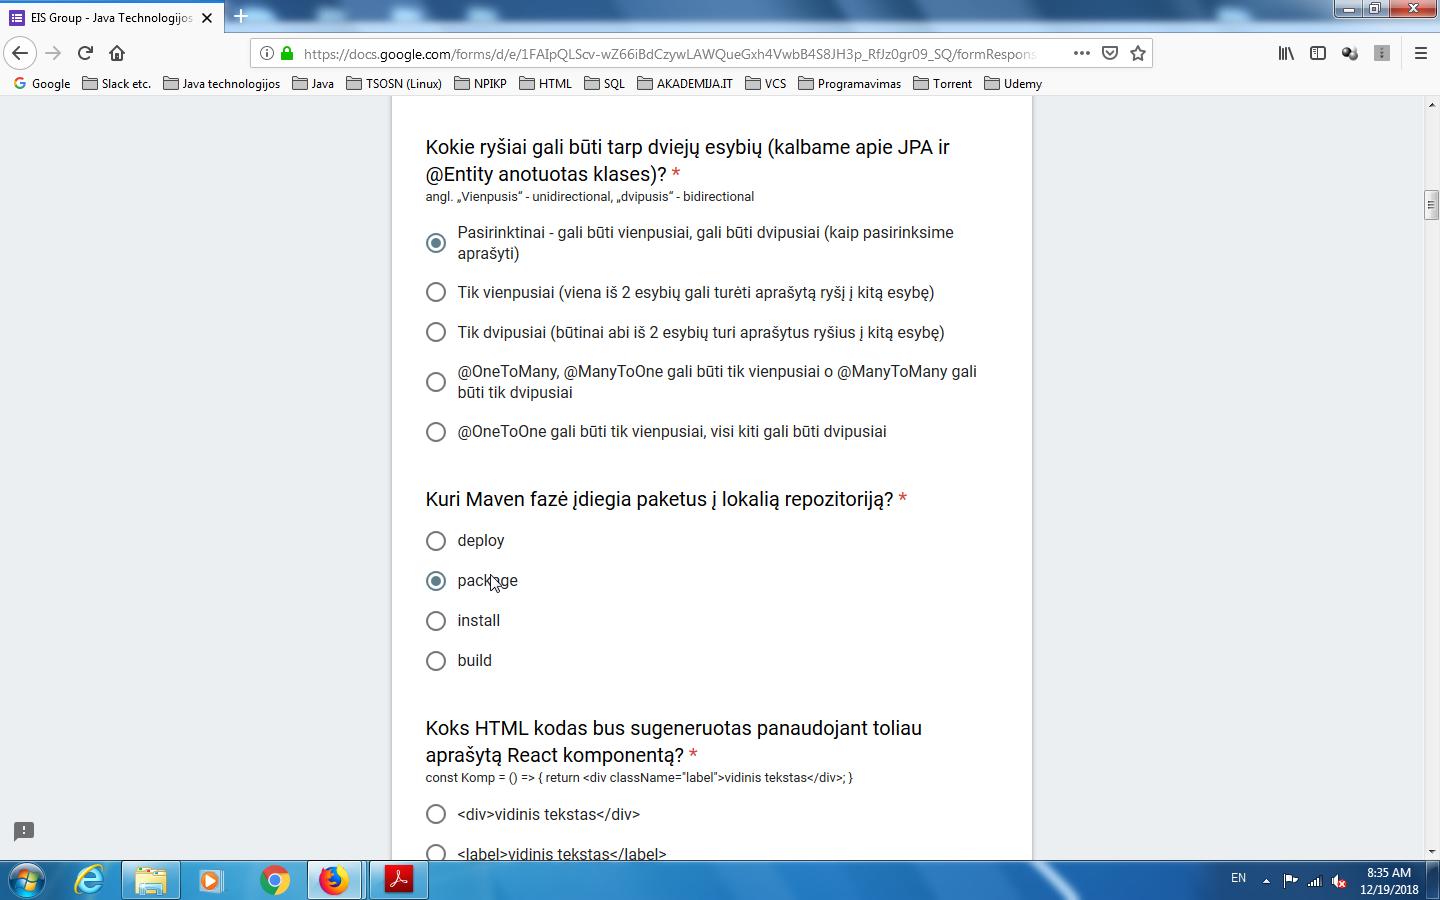 EIS Group - Java Technologijos
https://docs.google.com/forms/d/e/1FAIpQLScv-wZ66iBdCzywLAWQueGxh4VwbB4S8JH3p_RfJz0gr09_SQ/formRespons
Google Slack etc. Java technologijos Java TSOSN (Linux) NPIKP HTML SQL AKADEMIJA.IT VCS Programavimas Torrent Udemy
Kokie ryšiai gali būti tarp dviejų esybių (kalbame apie JPA ir
@Entity anotuotas klases)? *
angl. „Vienpusis“ - unidirectional, „dvipusis“ - bidirectional
Pasirinktinai - gali būti vienpusiai, gali būti dvipusiai (kaip pasirinksime
aprašyti)
Tik vienpusiai (viena iš 2 esybių gali turėti aprašytą ryšį į kitą esybę)
Tik dvipusiai (būtinai abi iš 2 esybių turi aprašytus ryšius į kitą esybę)
@OneToMany, @ManyToOne gali būti tik vienpusiai o @ManyToMany gali
būti tik dvipusiai
@OneToOne gali būti tik vienpusiai, visi kiti gali būti dvipusiai
Kuri Maven fazė įdiegia paketus į lokalią repozitoriją? *
deploy
package
install
build
Koks HTML kodas bus sugeneruotas panaudojant toliau
aprašytą React komponentą? *
const Komp = () => { return <div className="label">vidinis tekstas</div>; }
<div>vidinis tekstas</div>
<label>vidinis tekstas</label>
EN
8:35 AM
12/19/2018